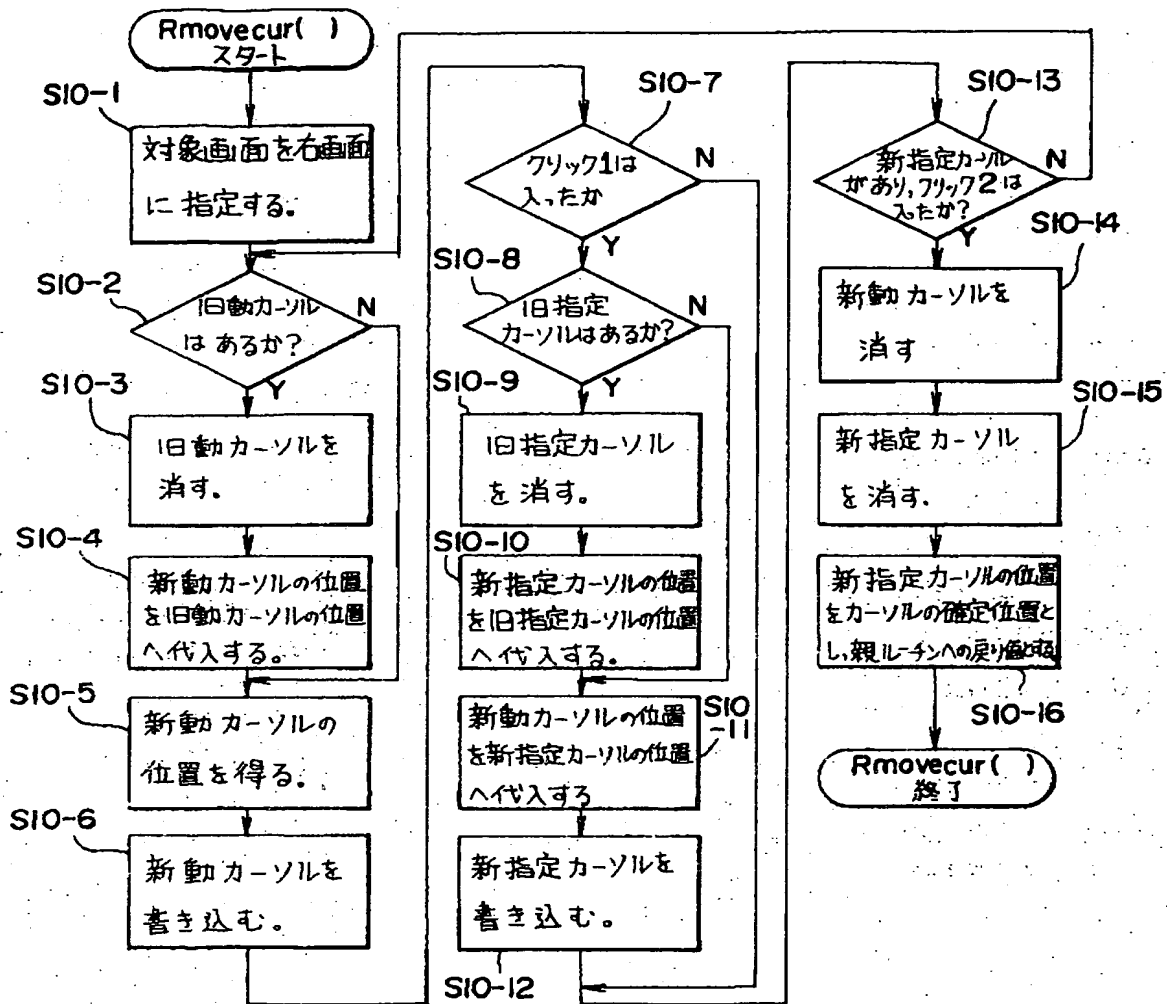 Rmovecur( )
スタート
S10-1
対象画面を右画面
に指定する。
S10-2
旧動カーソル
はあるか?
N
Y
S10-3
旧動カーソルを
消す。
S10-4
新動カーソルの位置
を旧動カーソルの位置
へ代入する。
S10-5
新動カーソルの
位置を得る。
S10-6
新動カーソルを
書き込む。
S10-7
クリック1は
入ったか
N
Y
S10-8
旧指定
カーソルはあるか?
N
Y
S10-9
旧指定カーソル
を消す。
S10-10
新指定カーソルの位置
を旧指定カーソルの位置
へ代入する。
S10
-11
新動カーソルの位置
を新指定カーソルの位置
へ代入する
新指定カーソルを
書き込む。
S10-12
S10-13
新指定カーソル
があり,クリック2は
入ったか?
N
Y
S10-14
新動カーソルを
消す
S10-15
新指定カーソル
を消す.
新指定カーソルの位置
をカーソルの確定位置と
し、親ルーチンへの戻り値とする
S10-16
Rmovecur( )
終了